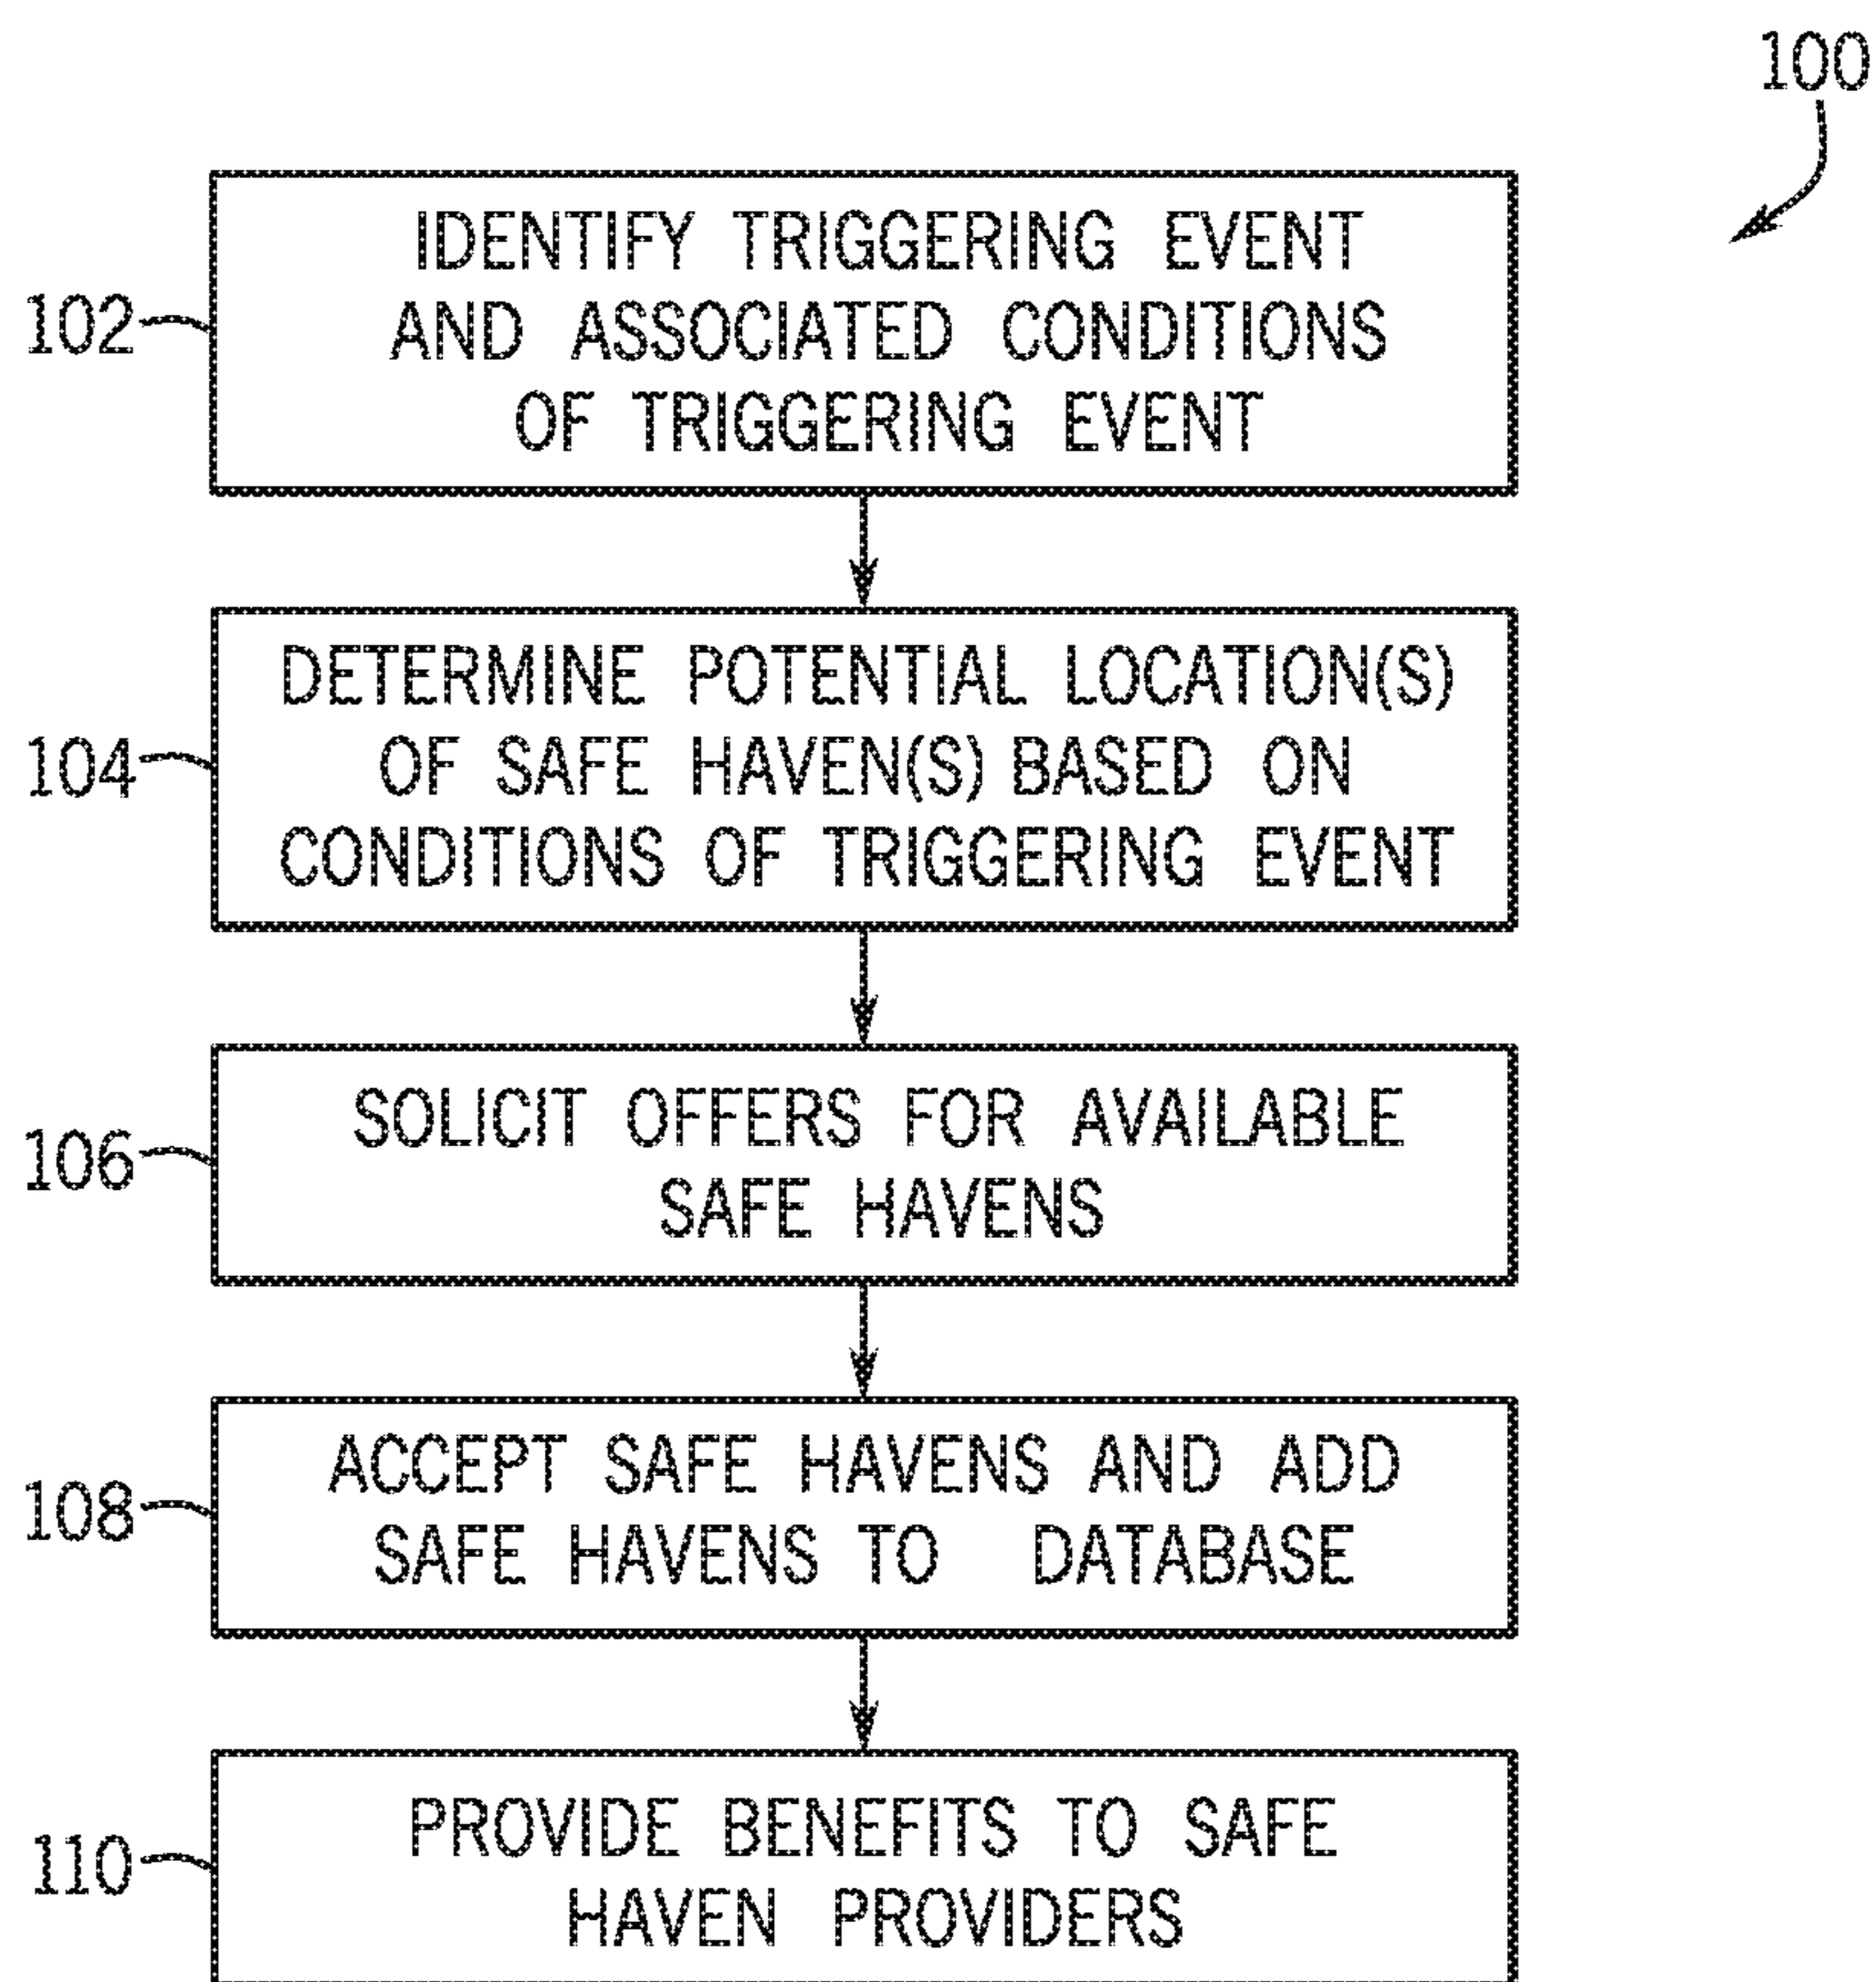 100
102
IDENTIFY TRIGGERING EVENT
AND ASSOCIATED CONDITIONS
OF TRIGGERING EVENT
104
DETERMINE POTENTIAL LOCATION(S)
OF SAFE HAVEN(S) BASED ON
CONDITIONS OF TRIGGERING EVENT
106
SOLICIT OFFERS FOR AVAILABLE
SAFE HAVENS
108
ACCEPT SAFE HAVENS AND ADD
SAFE HAVENS TO DATABASE
110
PROVIDE BENEFITS TO SAFE
HAVEN PROVIDERS